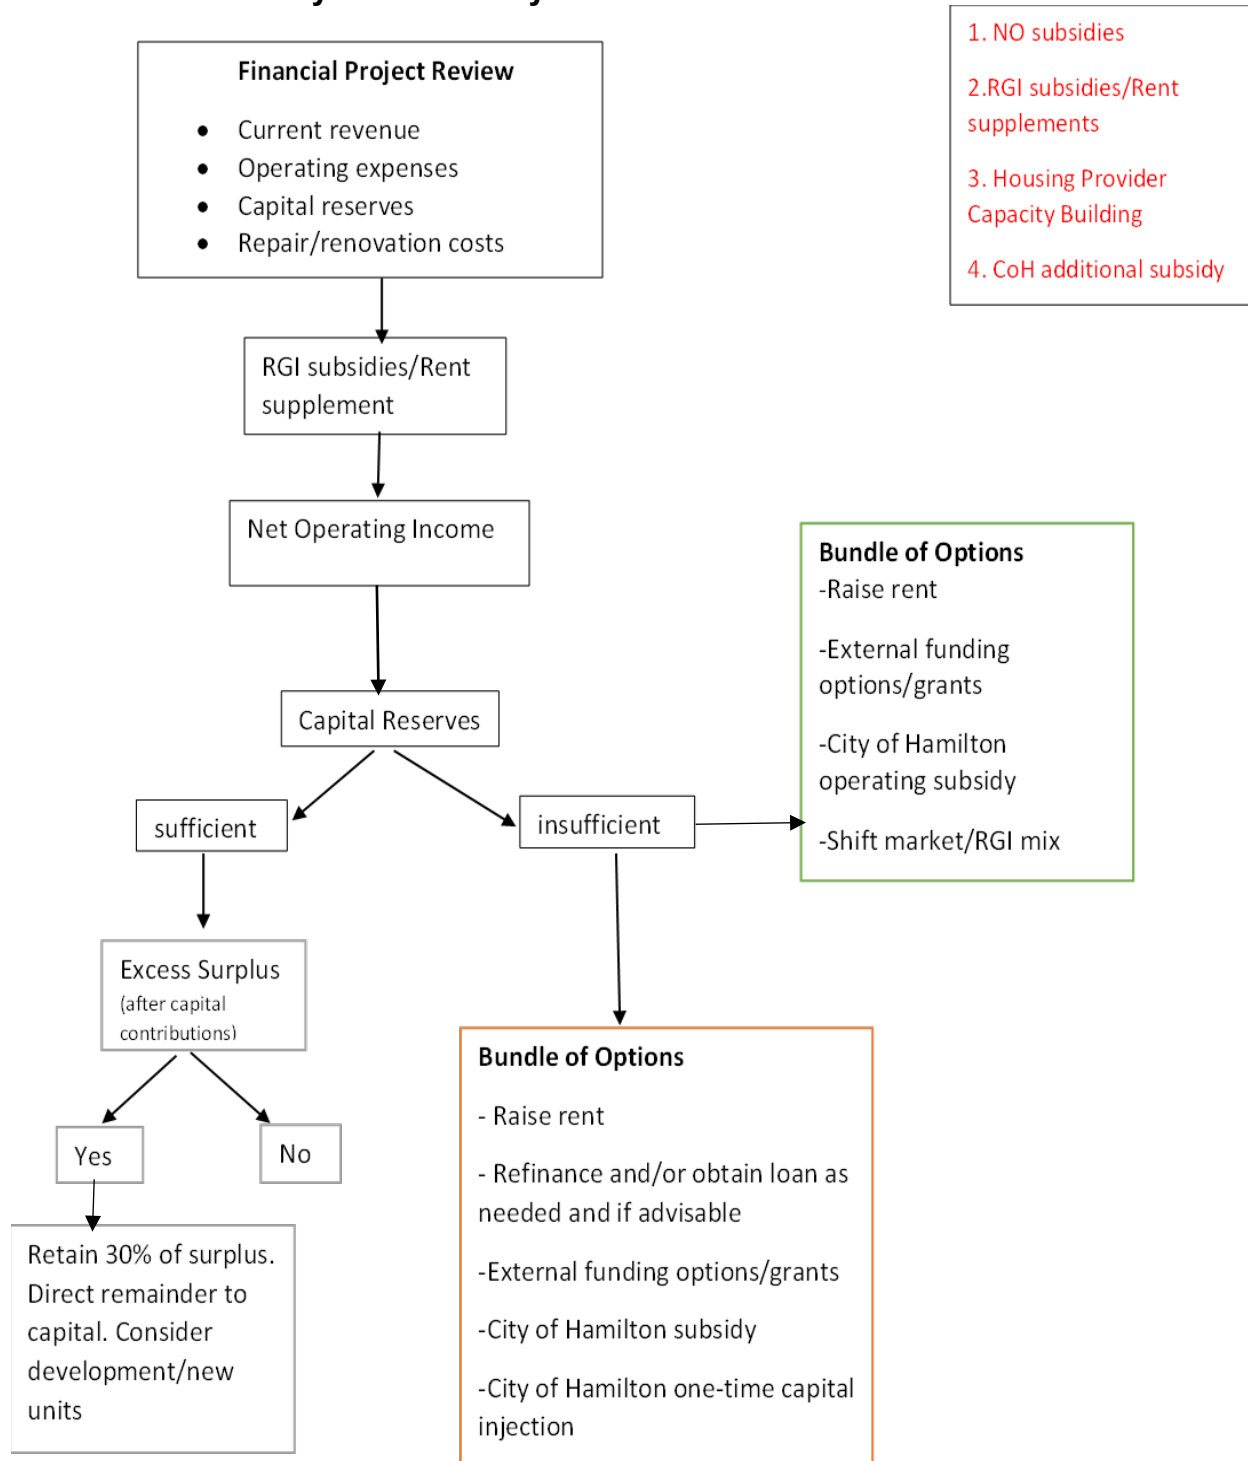 Financial Project Review
• Current revenue
• Operating expenses
• Capital reserves
• Repair/renovation costs
1. NO subsidies
2.RGI subsidies/Rent
supplements
3. Housing Provider
Capacity Building
4. CoH additional subsidy
RGI subsidies/Rent
supplement
Net Operating Income
Capital Reserves
sufficient
insufficient
Bundle of Options
-Raise rent
-External funding
options/grants
-City of Hamilton
operating subsidy
-Shift market/RGI mix
Excess Surplus
(after capital
contributions)
Yes
No
Retain 30% of surplus.
Direct remainder to
capital. Consider
development/new
units
Bundle of Options
- Raise rent
- Refinance and/or obtain loan as
needed and if advisable
-External funding options/grants
-City of Hamilton subsidy
-City of Hamilton one-time capital
injection